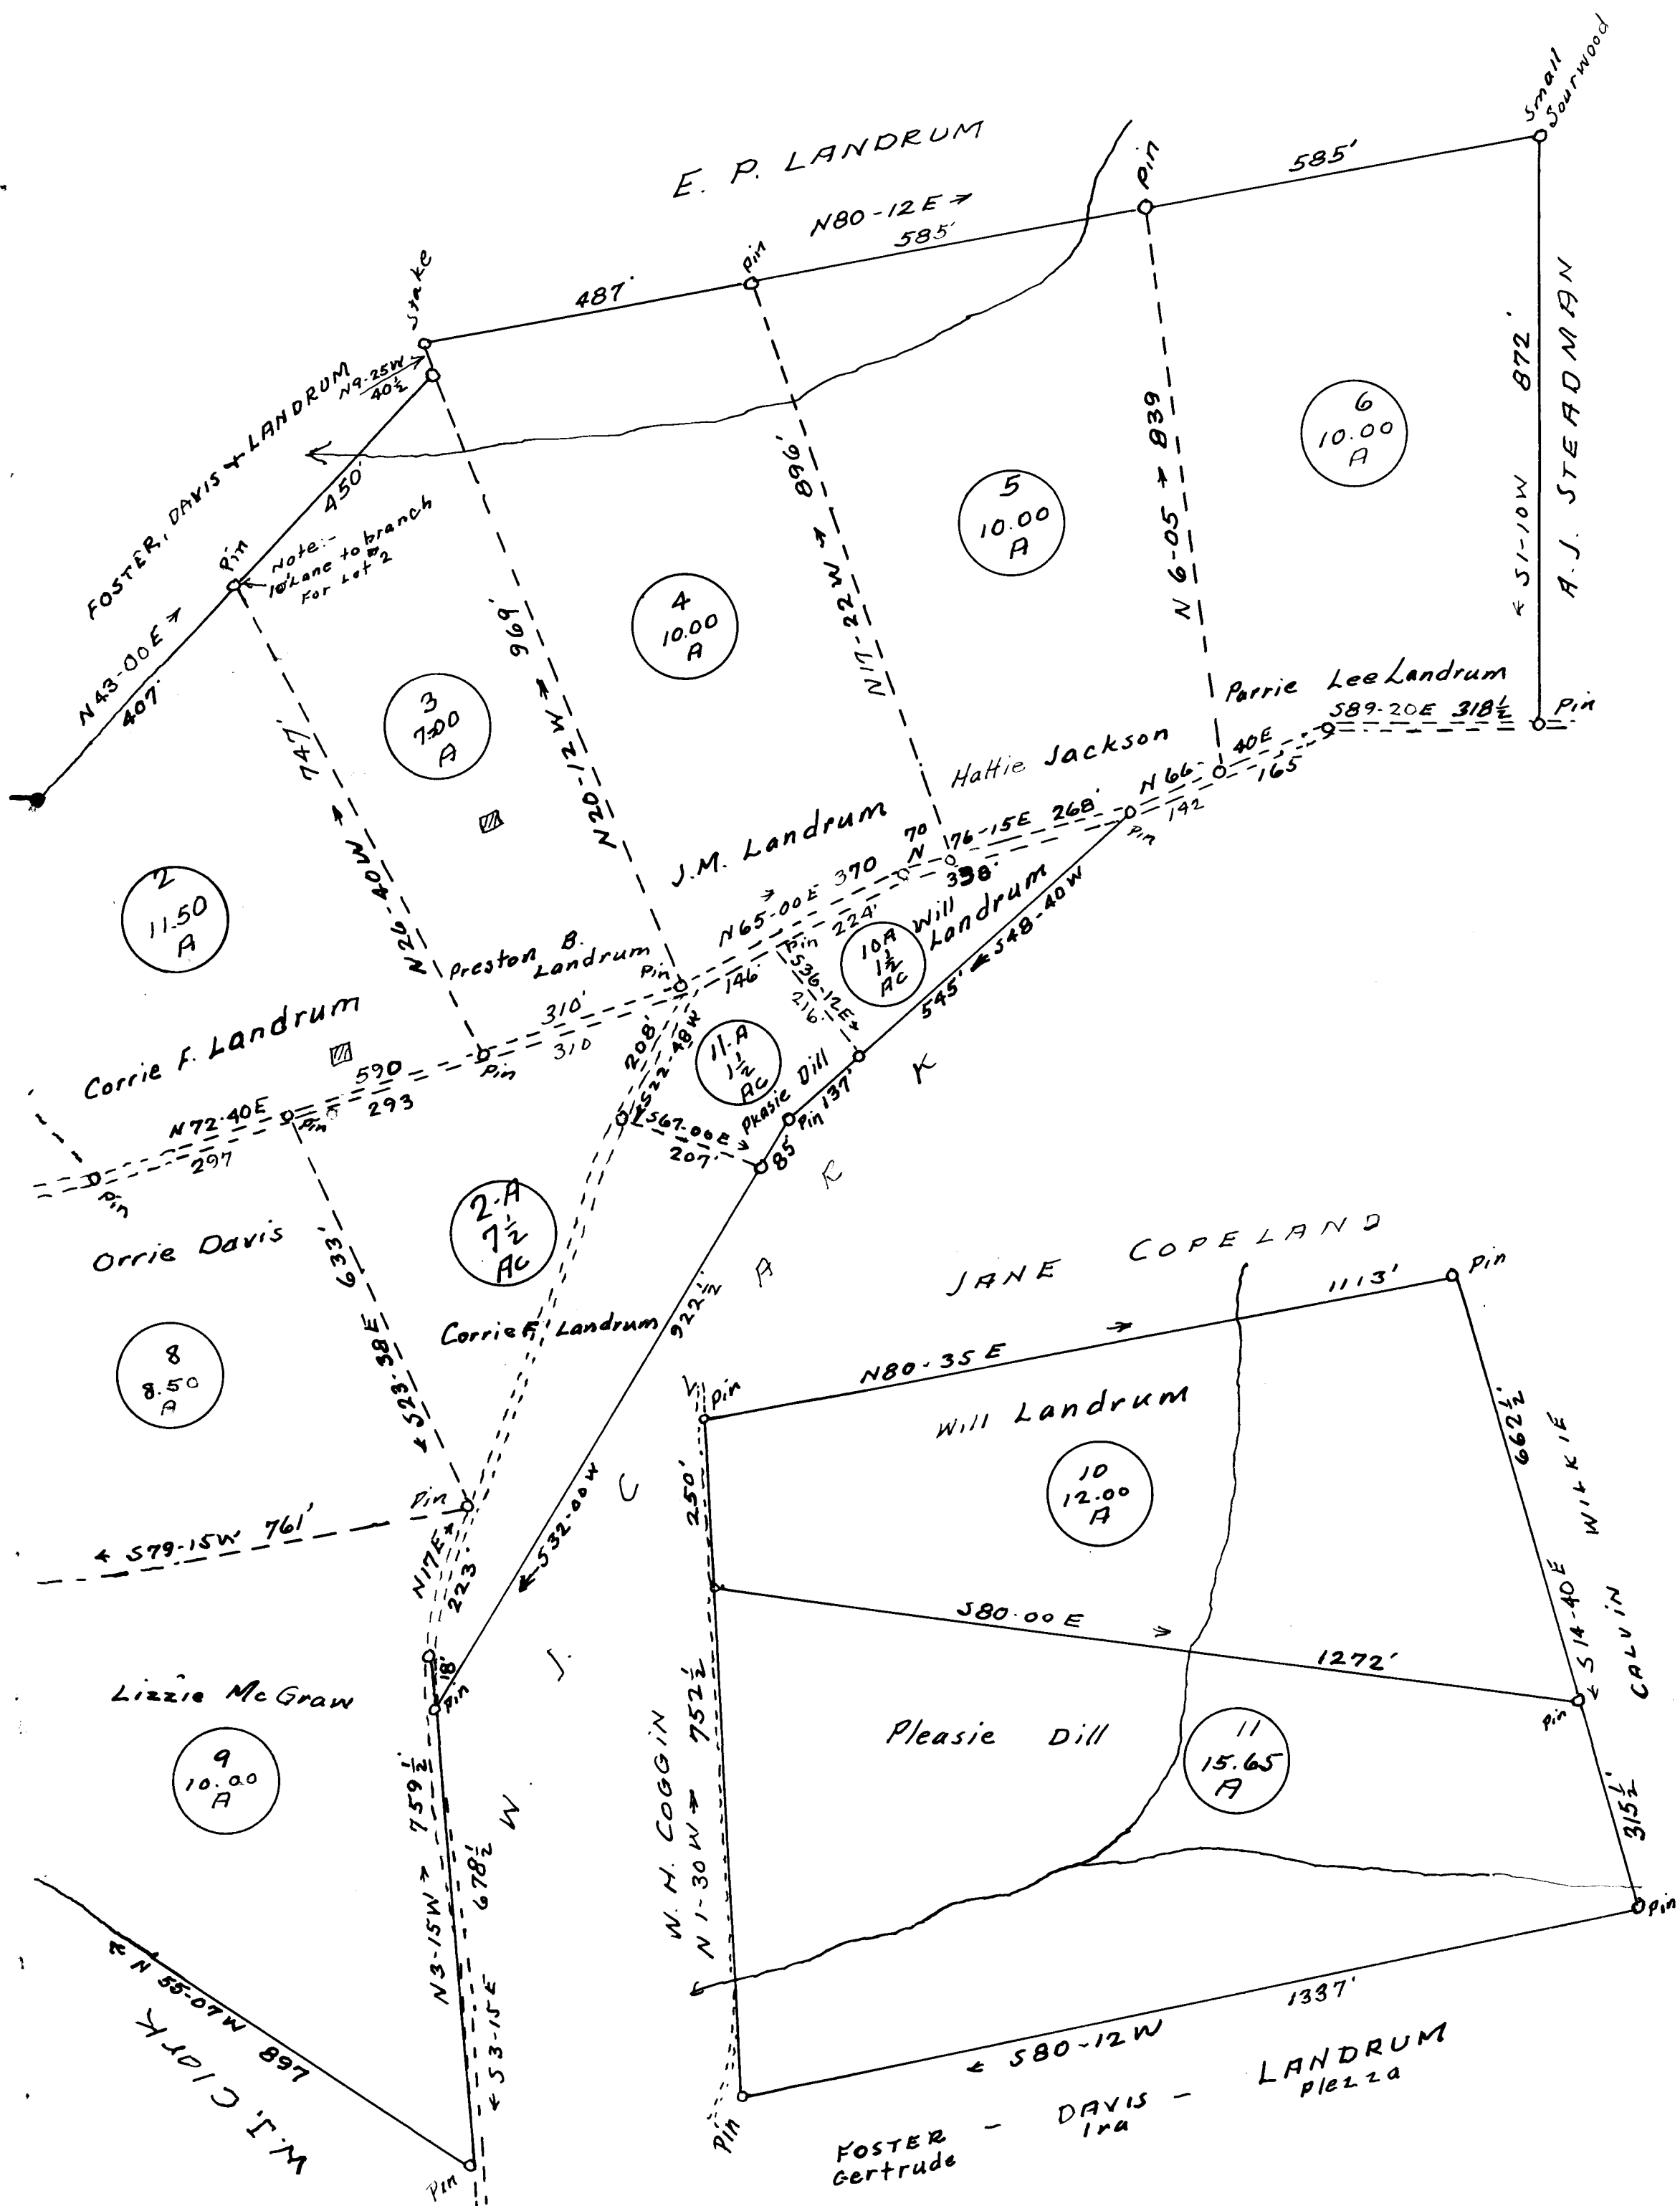 Small
Sourwood
E. P. LANDRUM
N80-12E
585'
Pin
585'
Pin
487'
Stake
N9-25W
40½
FOSTER, DAVIS & LANDRUM
450'
Note:-
10' Lane to branch
For Lot #2
Pin
N43-00E
407'
872'
S1-10W
A. J. STEADMAN
6
10.00
A
N 6-05 839
5
10.00
A
896'
N17-22W
4
10.00
A
969'
N20-12W
3
7.00
A
747'
N26-40W
2
11.50
A
Parrie Lee Landrum
S89-20E 318½
Pin
Hattie Jackson
N 66-40E
165
142
Pin
J.M. Landrum
70
N 76-15E 268'
338'
N65-00E 370
224'
Will
Landrum
10A
1½
AC
S48-40W
545'
Pin
S36-12E
216
146
Preston B.
Landrum
Pin
310'
310
Pin
208'
S22-48W
11-A
1½
AC
Pleasie Dill
137'
Pin
85'
S67-00E
207'
Corrie F. Landrum
590
293
Pin
N72-40E
297
Pin
Orrie Davis
633'
S23-38E
2-A
7½
AC
Corrie F. Landrum
922½
S32-00W
W. J. CLARK
8
8.50
A
Pin
S79-15W 761'
N17E
223'
18'
Pin
Lizzie McGraw
9
10.00
A
759½'
N3-15W
678½
S3-15E
N 55-07W 897
W.J. Clark
Pin
JANE COPELAND
1113'
Pin
N80-35E
Pin
Will Landrum
10
12.00
A
250'
662½'
S14-40E
CALVIN WILKIE
S80-00E
1272'
Pin
Pleasie Dill
11
15.65
A
W. H. COGGIN
N 1-30W 752½
315½'
Pin
1337'
S80-12W
Pin
FOSTER - DAVIS - LANDRUM
Gertrude Ira Plezza